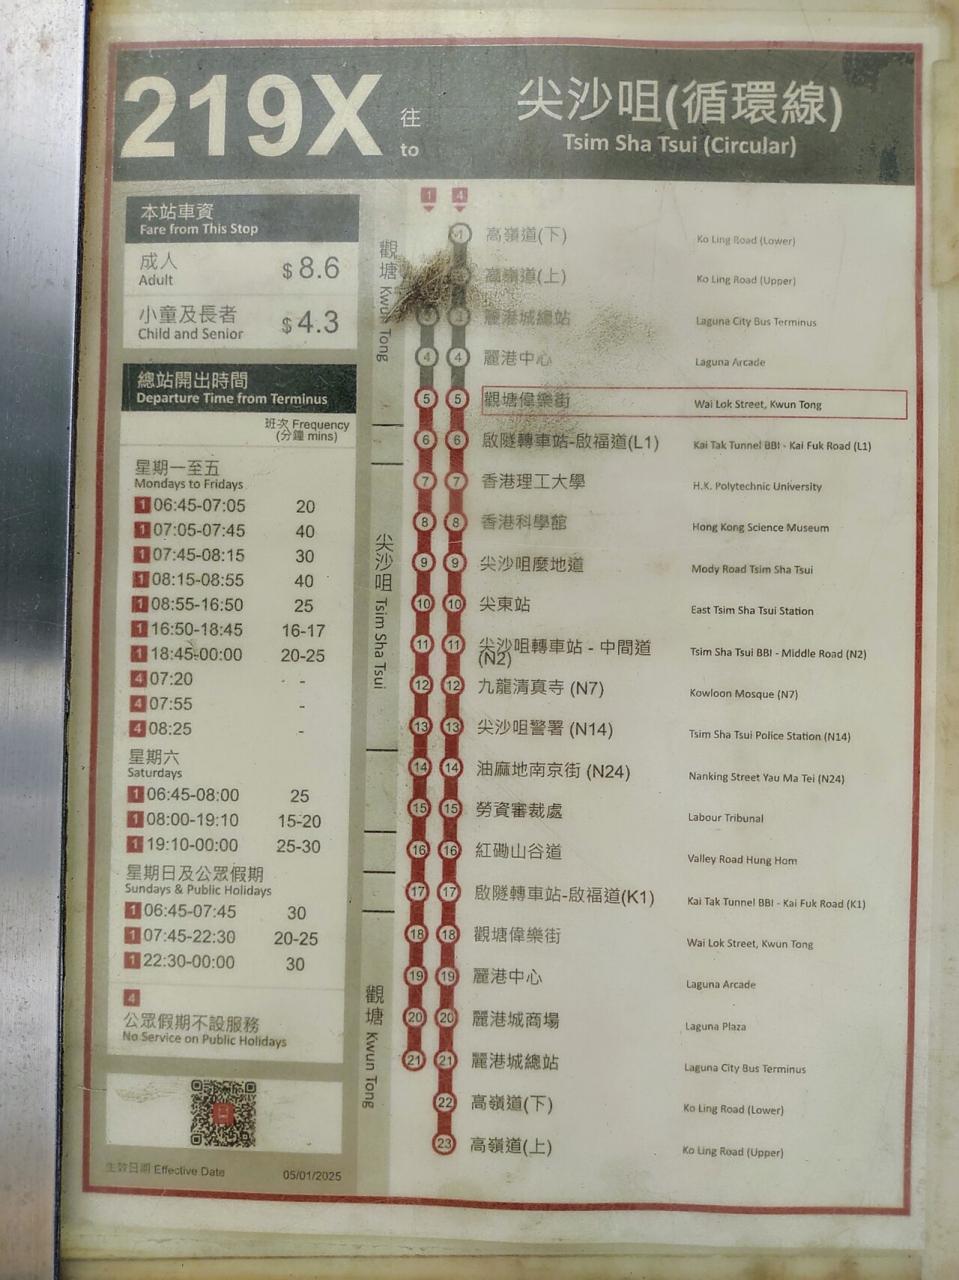 219X
往
to
尖沙咀(循環線)
Tsim Sha Tsui (Circular)
本站車資
Fare from This Stop
成人
Adult
$ 8.6
小童及長者
Child and Senior
$ 4.3
總站開出時間
Departure Time from Terminus
班次 Frequency
(分鐘 mins)
星期一至五
Mondays to Fridays
1 06:45-07:05 20
1 07:05-07:45 40
1 07:45-08:15 30
1 08:15-08:55 40
1 08:55-16:50 25
1 16:50-18:45 16-17
1 18:45-00:00 20-25
4 07:20 -
4 07:55 -
4 08:25 -
星期六
Saturdays
1 06:45-08:00 25
1 08:00-19:10 15-20
1 19:10-00:00 25-30
星期日及公眾假期
Sundays & Public Holidays
1 06:45-07:45 30
1 07:45-22:30 20-25
1 22:30-00:00 30
4
公眾假期不設服務
No Service on Public Holidays
生效日期 Effective Date 05/01/2025
觀塘 Kwun Tong
尖沙咀 Tsim Sha Tsui
觀塘 Kwun Tong
1 4
1 高嶺道(下) Ko Ling Road (Lower)
高嶺道(上) Ko Ling Road (Upper)
3 3 麗港城總站 Laguna City Bus Terminus
4 4 麗港中心 Laguna Arcade
5 5 觀塘偉樂街 Wai Lok Street, Kwun Tong
6 6 啟隧轉車站-啟福道(L1) Kai Tak Tunnel BBI - Kai Fuk Road (L1)
7 7 香港理工大學 H.K. Polytechnic University
8 8 香港科學館 Hong Kong Science Museum
9 9 尖沙咀麼地道 Mody Road Tsim Sha Tsui
10 10 尖東站 East Tsim Sha Tsui Station
11 11 尖沙咀轉車站 - 中間道 Tsim Sha Tsui BBI - Middle Road (N2)
(N2)
12 12 九龍清真寺 (N7) Kowloon Mosque (N7)
13 13 尖沙咀警署 (N14) Tsim Sha Tsui Police Station (N14)
14 14 油麻地南京街 (N24) Nanking Street Yau Ma Tei (N24)
15 15 勞資審裁處 Labour Tribunal
16 16 紅磡山谷道 Valley Road Hung Hom
17 17 啟隧轉車站-啟福道(K1) Kai Tak Tunnel BBI - Kai Fuk Road (K1)
18 18 觀塘偉樂街 Wai Lok Street, Kwun Tong
19 19 麗港中心 Laguna Arcade
20 20 麗港城商場 Laguna Plaza
21 21 麗港城總站 Laguna City Bus Terminus
22 高嶺道(下) Ko Ling Road (Lower)
23 高嶺道(上) Ko Ling Road (Upper)